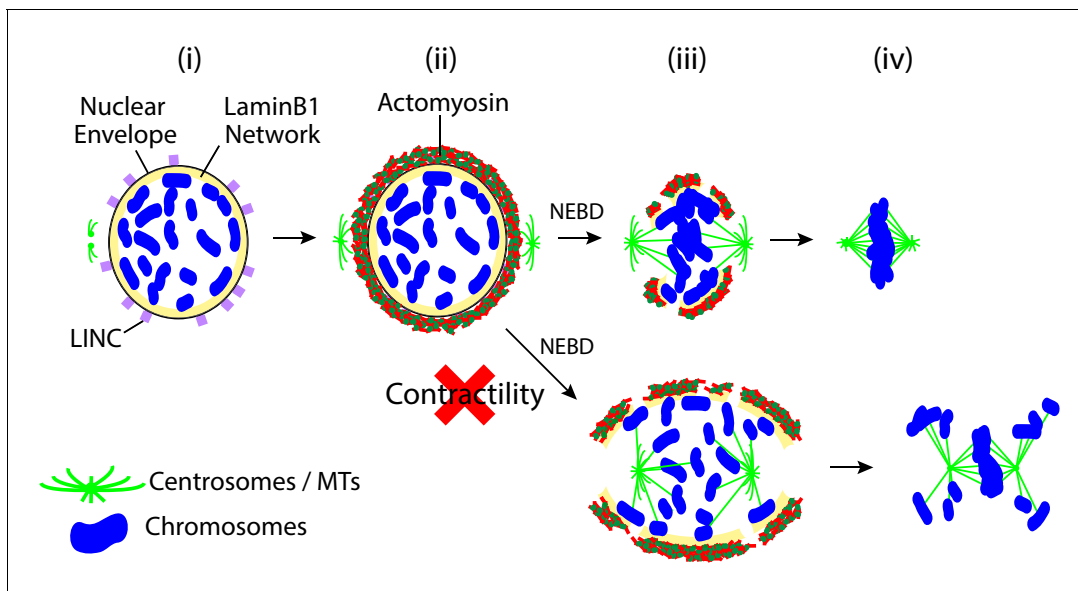 (i)
(ii)
(iii)
(iv)
Nuclear
Envelope
LaminB1
Network
Actomyosin
NEBD
LINC
NEBD
Contractility
Centrosomes / MTs
Chromosomes